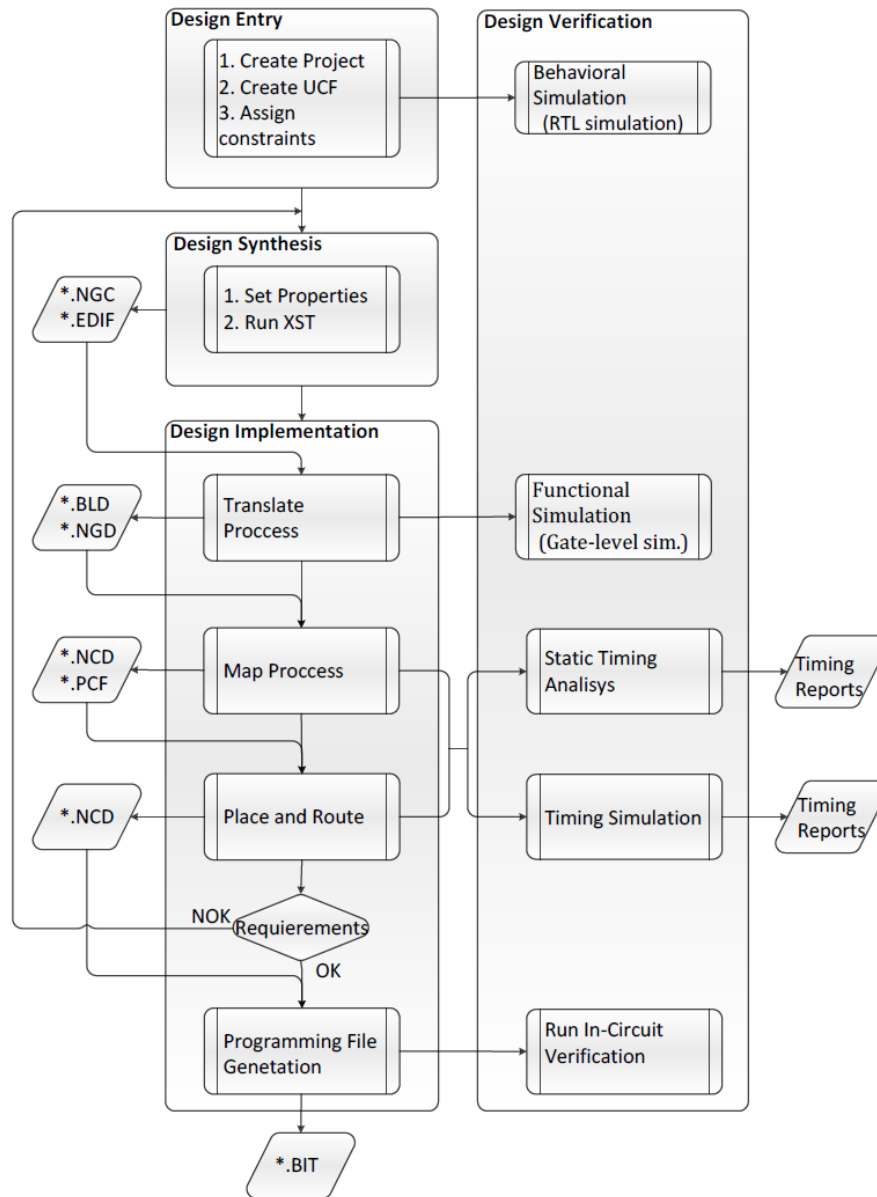 Design Entry
1. Create Project
2. Create UCF
3. Assign
constraints
Design Verification
Behavioral
Simulation
(RTL simulation)
Design Synthesis
1. Set Properties
2. Run XST
*.NGC
*.EDIF
Design Implementation
Translate
Proccess
*.BLD
*.NGD
Functional
Simulation
(Gate-level sim.)
Map Proccess
*.NCD
*.PCF
Static Timing
Analisys
Timing
Reports
Place and Route
*.NCD
Timing Simulation
Timing
Reports
NOK
Requierements
OK
Programming File
Genetation
Run In-Circuit
Verification
*.BIT